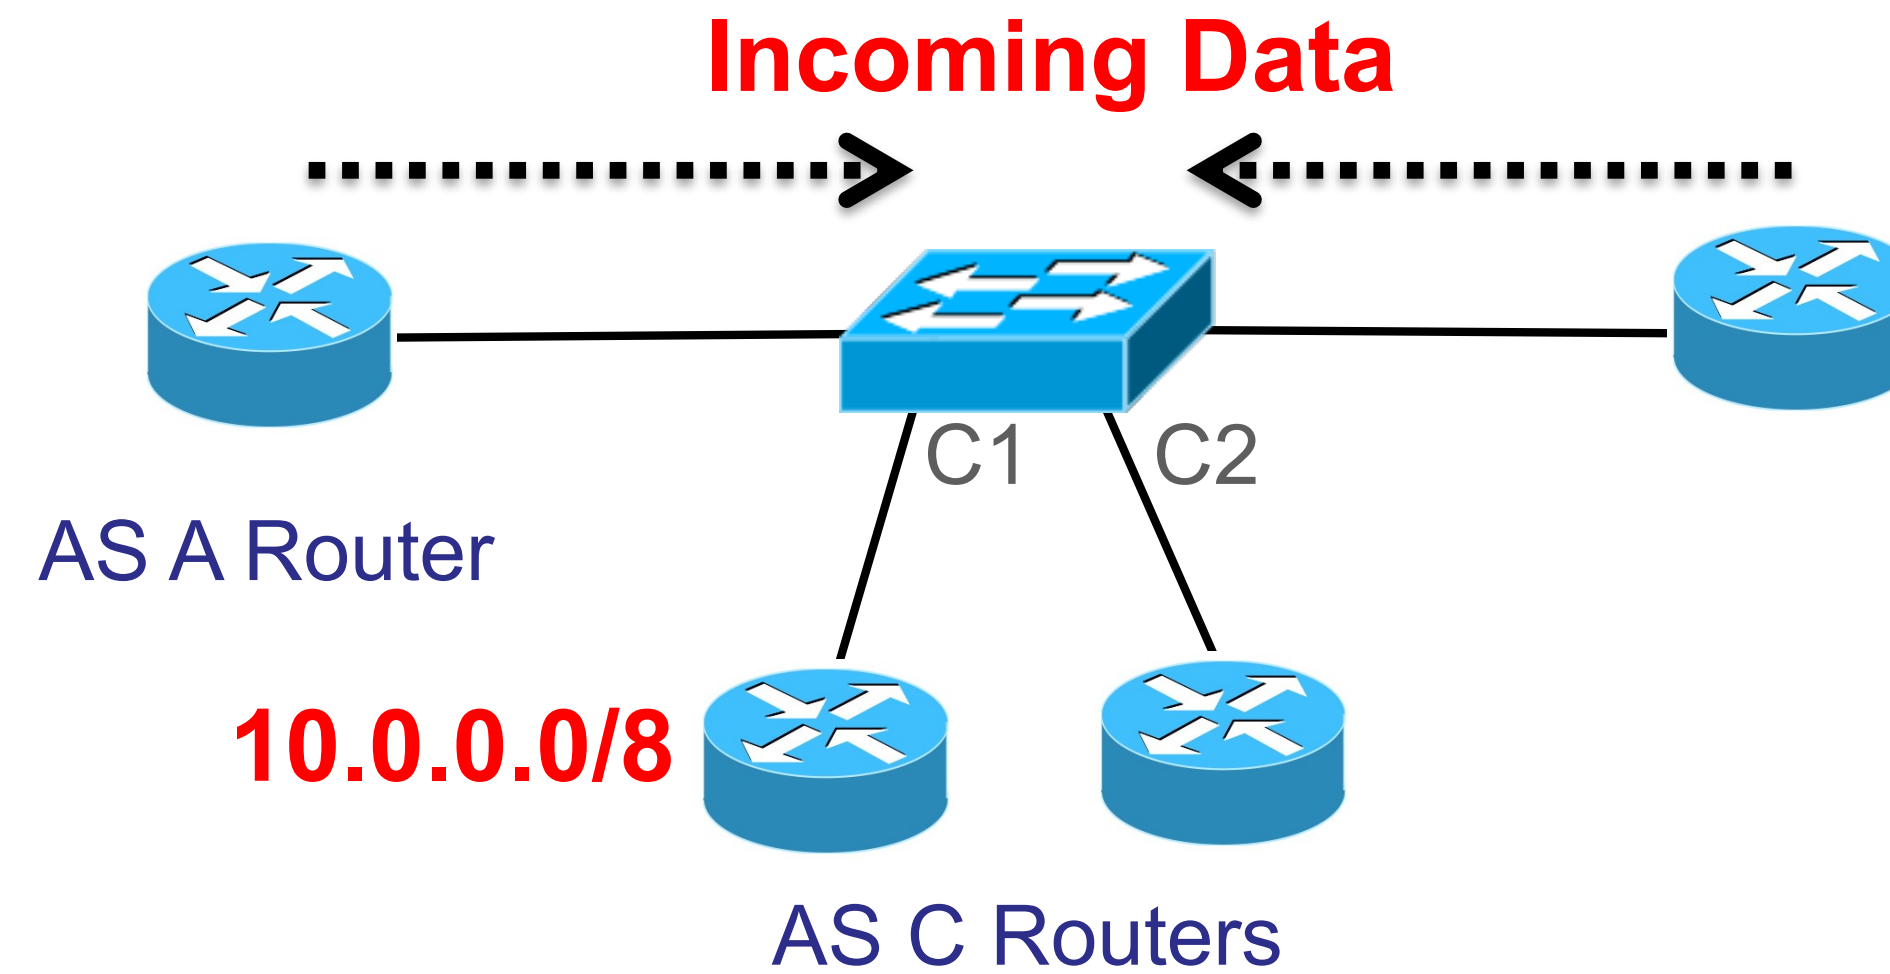 Incoming Data
C1
C2
AS A Router
10.0.0.0/8
AS C Routers